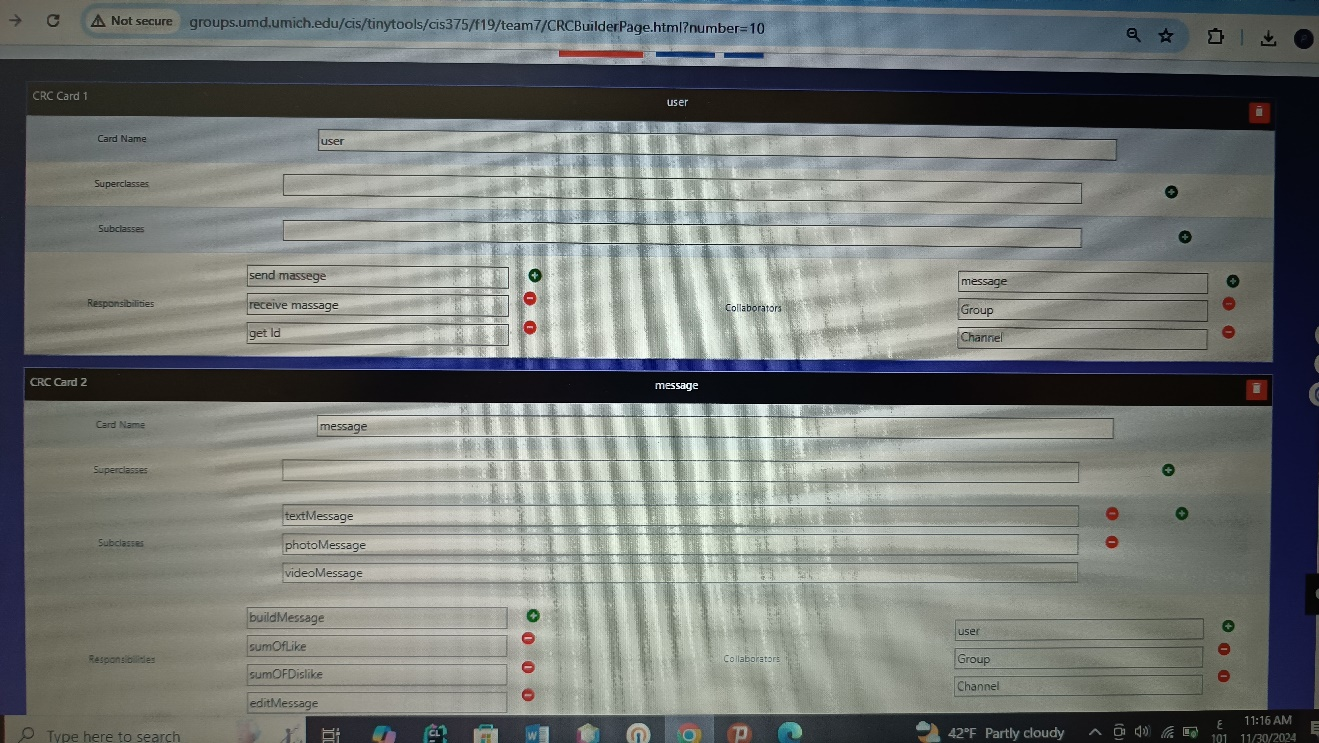 Not secure groups.umd.umich.edu/cis/tinytools/cis375/f19/team7/CRCBuilderPage.html?number=10
CRC Card 1 user
Card Name user
Superclasses
Subclasses
send massege
Responsibilities receive massage
get Id
Collaborators
message
Group
Channel
CRC Card 2 message
Card Name message
Superclasses
textMessage
Subclasses photoMessage
videoMessage
buildMessage
sumOfLike
Responsibilities
sumOFDislike
editMessage
Collaborators
user
Group
Channel
Type here to search
42°F Partly cloudy
ع
101
11:16 AM
11/30/2024